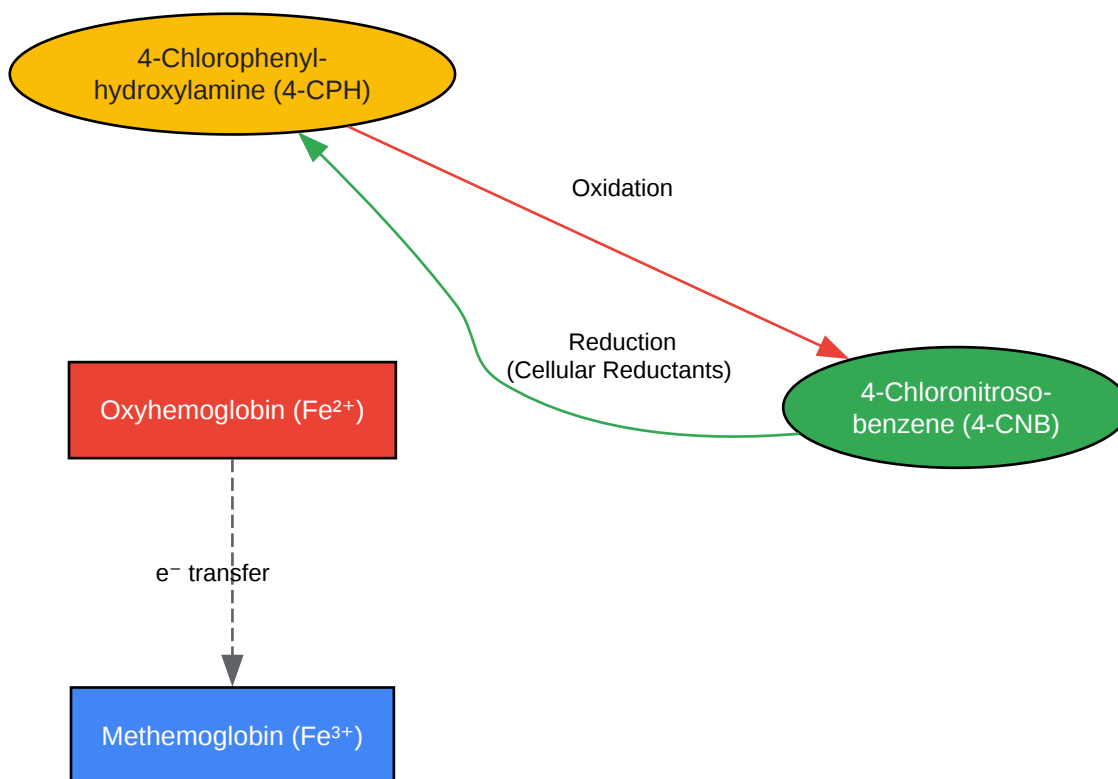 4-Chlorophenyl-
hydroxylamine (4-CPH)
Oxidation
Reduction
(Cellular Reductants)
4-Chloronitroso-
benzene (4-CNB)
Oxyhemoglobin (Fe²⁺)
e⁻ transfer
Methemoglobin (Fe³⁺)